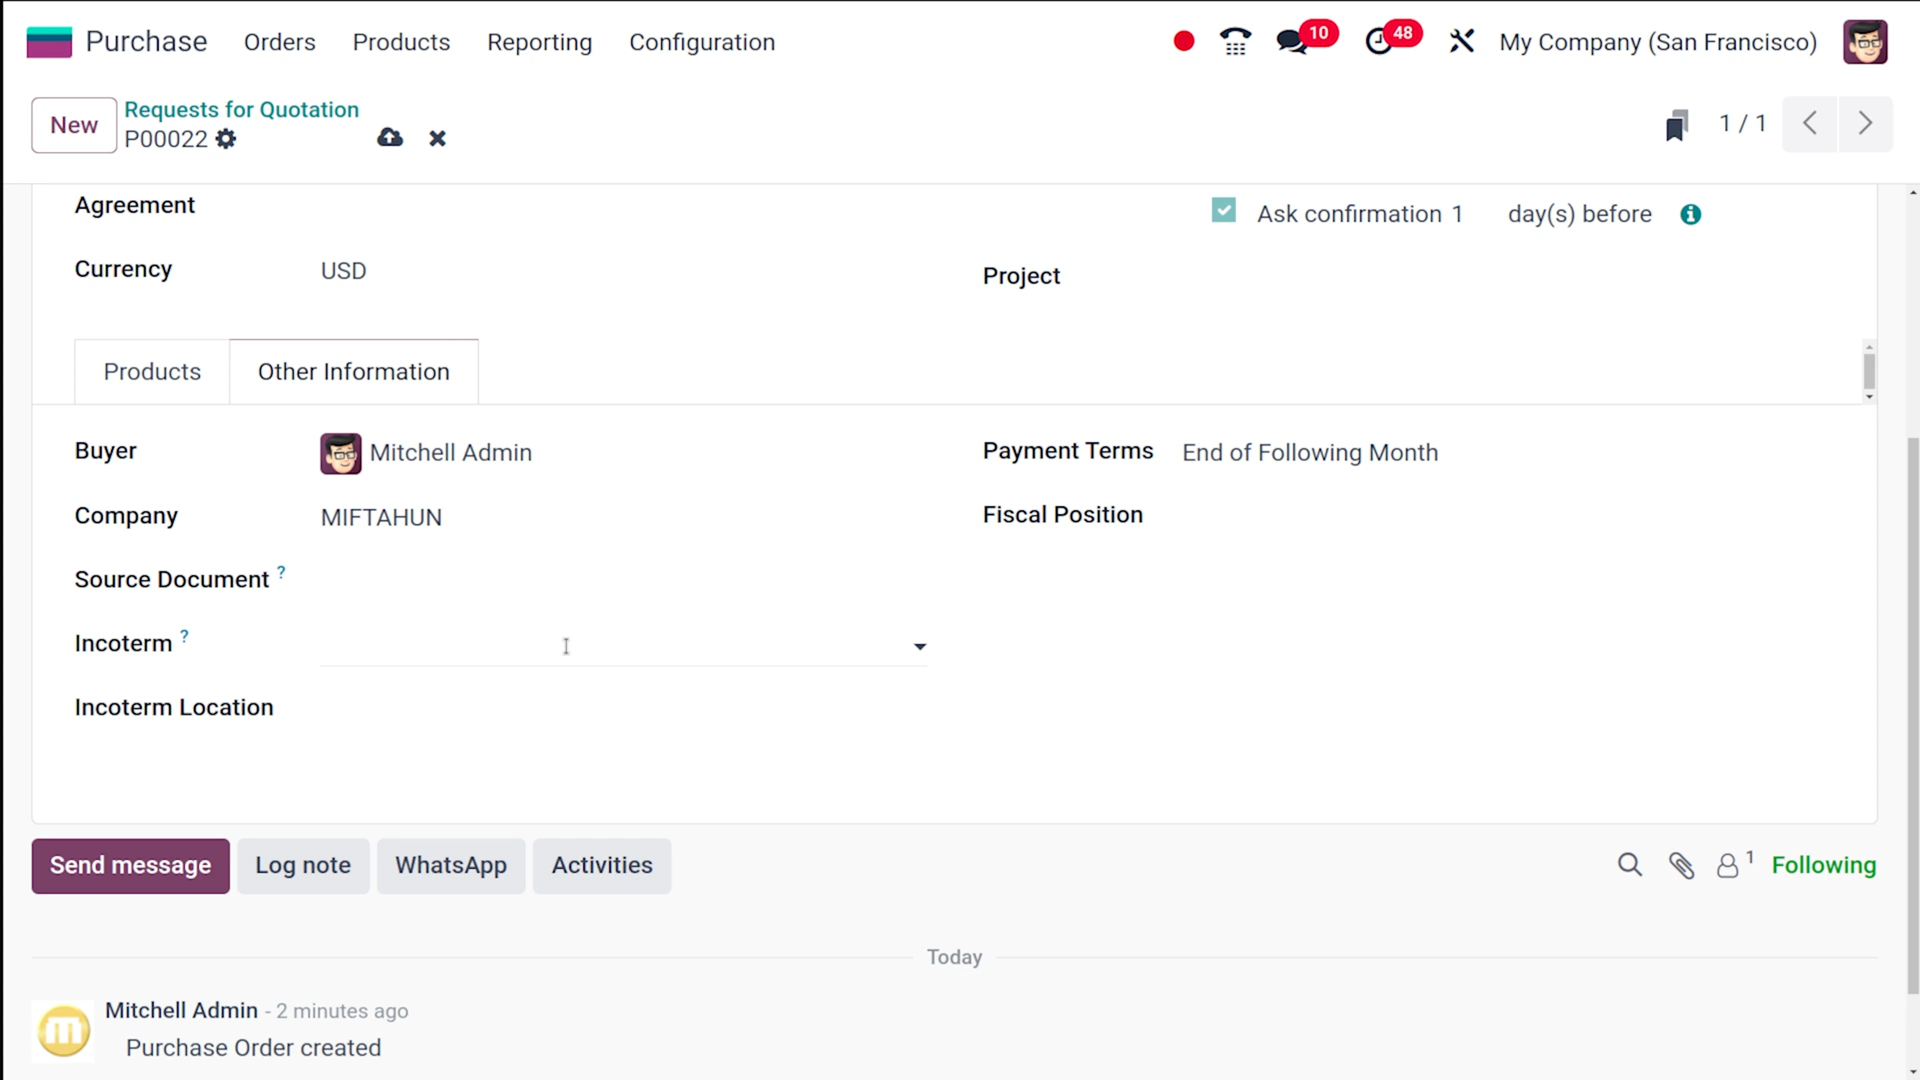 Purchase Orders Products Reporting Configuration 10 48 My Company (San Francisco)
New Requests for Quotation
P00022 1 / 1
Agreement Ask confirmation 1 day(s) before
Currency USD Project
Products Other Information
Buyer Mitchell Admin Payment Terms End of Following Month
Company MIFTAHUN Fiscal Position
Source Document ?
Incoterm ?
Incoterm Location
Send message Log note WhatsApp Activities 1 Following
Today
Mitchell Admin - 2 minutes ago
Purchase Order created